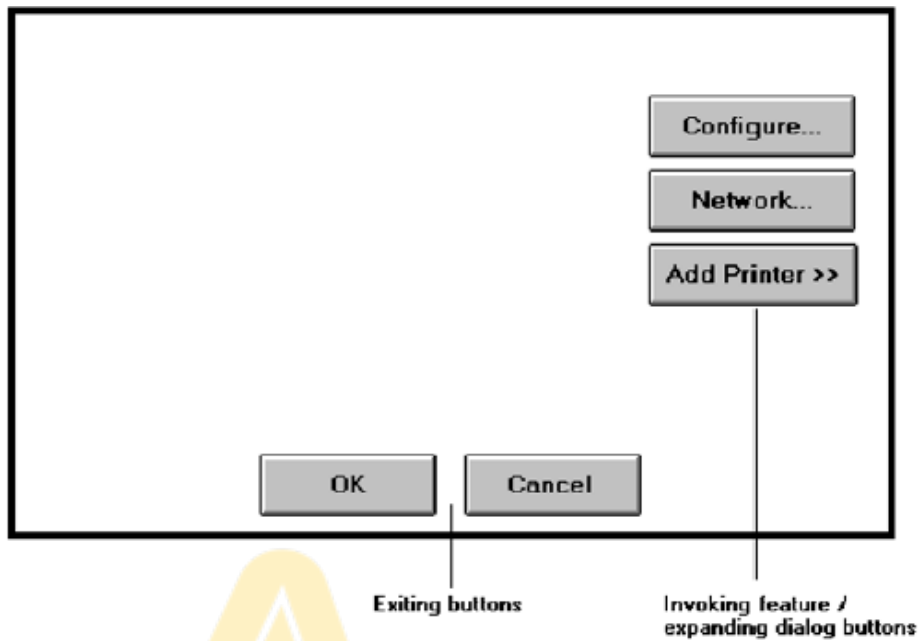 Configure...
Network...
Add Printer >>
OK
Cancel
Exiting buttons
Invoking feature /
expanding dialog buttons